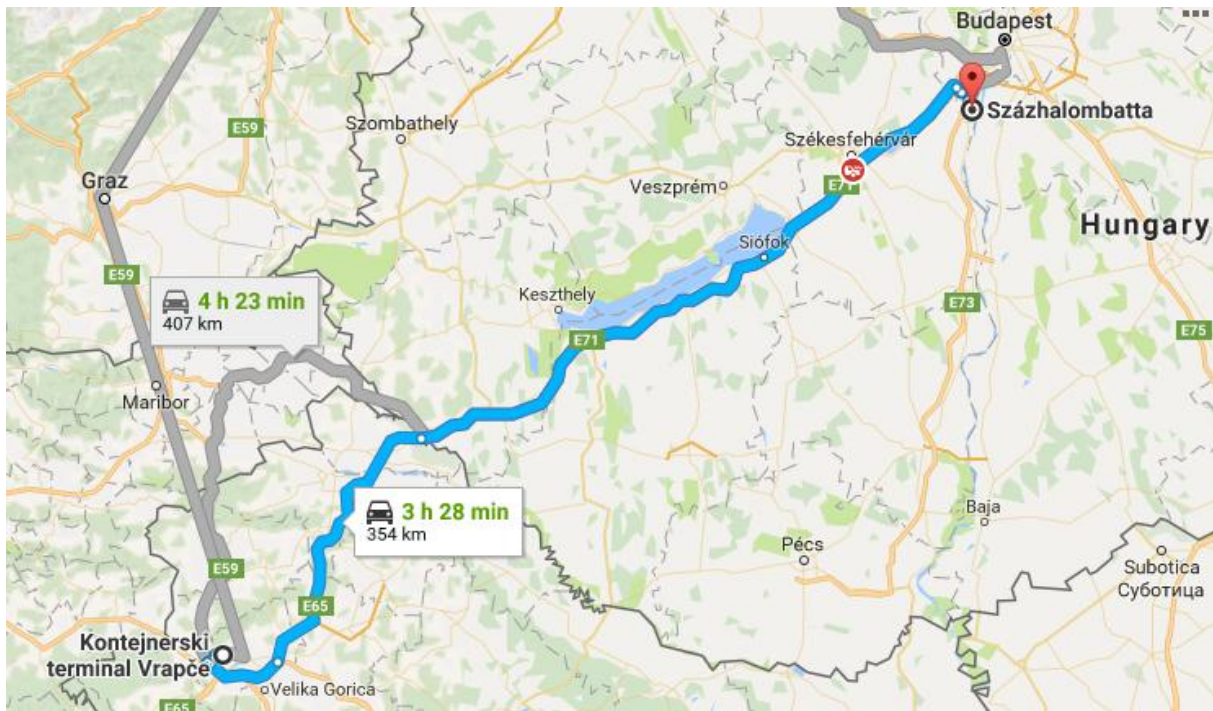 Budapest
Százhalombatta
E59
Szombathely
Székesfehérvár
Graz
Veszprém
E71
Hungary
Siófok
E59
4 h 23 min
407 km
Keszthely
E73
E71
E75
Maribor
3 h 28 min
354 km
Baja
Pécs
Subotica
Суботица
E59
E65
Kontejnerski
terminal Vrapče
Velika Gorica
E65